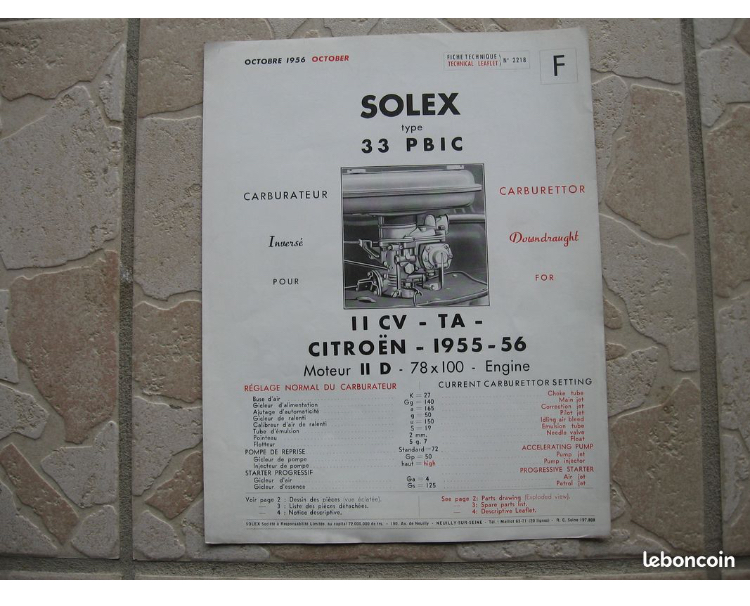 OCTOBRE 1956 OCTOBER
FICHE TECHNIQUE
TECHNICAL LEAFLET N° 3218
F
SOLEX
type
33 PBIC
CARBURATEUR CARBURETTOR
Inversé Downdraught
POUR FOR
11 CV - TA -
CITROËN - 1955-56
Moteur 11 D - 78x100 - Engine
RÉGLAGE NORMAL DU CARBURATEUR CURRENT CARBURETTOR SETTING
Buse d'air K = 27 Choke tube
Gicleur d'alimentation Gg = 140 Main jet
Ajutage d'automaticité a = 165 Correction jet
Gicleur de ralenti g = 50 Pilot jet
Calibreur d'air de ralenti u = 150 Idling air bleed
Tube d'émulsion S = 19 Emulsion tube
Pointeau 2 mm. Needle valve
Flotteur 5 g. 7 Float
POMPE DE REPRISE Standard = 72 ACCELERATING PUMP
Gicleur de pompe Gp = 50 Pump jet
Injecteur de pompe haut = high Pump injector
STARTER PROGRESSIF PROGRESSIVE STARTER
Gicleur d'air Ga = 4 Air jet
Gicleur d'essence Gs = 125 Petrol jet
Voir page 2 : Dessin des pièces (vue éclatée). See page 2: Parts drawing (Exploded view).
— 3 : Liste des pièces détachées. — 3: Spare parts list.
— 4 : Notice descriptive. — 4: Descriptive Leaflet.
NEUILLY-SUR-SEINE
leboncoin